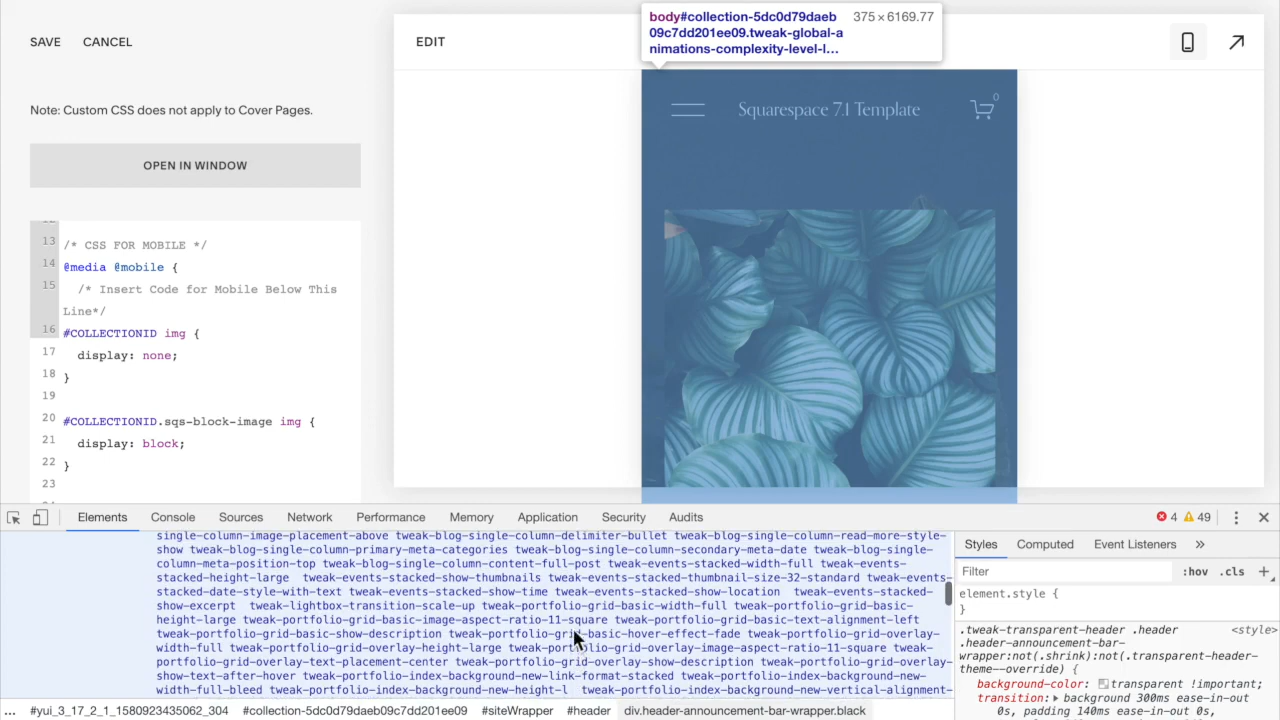 body#collection-5dc0d79daeb 375 × 6169.77
09c7dd201ee09.tweak-global-a
nimations-complexity-level-l…
SAVE CANCEL
EDIT
Note: Custom CSS does not apply to Cover Pages.
OPEN IN WINDOW
Squarespace 7.1 Template
0
13 /* CSS FOR MOBILE */
14 @media @mobile {
15 /* Insert Code for Mobile Below This
Line*/
16 #COLLECTIONID img {
17 display: none;
18 }
19
20 #COLLECTIONID.sqs-block-image img {
21 display: block;
22 }
23
Elements Console Sources Network Performance Memory Application Security Audits 4 49
single-column-image-placement-above tweak-blog-single-column-delimiter-bullet tweak-blog-single-column-read-more-style-
show tweak-blog-single-column-primary-meta-categories tweak-blog-single-column-secondary-meta-date tweak-blog-single-
column-meta-position-top tweak-blog-single-column-content-full-post tweak-events-stacked-width-full tweak-events-
stacked-height-large tweak-events-stacked-show-thumbnails tweak-events-stacked-thumbnail-size-32-standard tweak-events-
stacked-date-style-with-text tweak-events-stacked-show-time tweak-events-stacked-show-location tweak-events-stacked-
show-excerpt tweak-lightbox-transition-scale-up tweak-portfolio-grid-basic-width-full tweak-portfolio-grid-basic-
height-large tweak-portfolio-grid-basic-image-aspect-ratio-11-square tweak-portfolio-grid-basic-text-alignment-left
tweak-portfolio-grid-basic-show-description tweak-portfolio-grid-basic-hover-effect-fade tweak-portfolio-grid-overlay-
width-full tweak-portfolio-grid-overlay-height-large tweak-portfolio-grid-overlay-image-aspect-ratio-11-square tweak-
portfolio-grid-overlay-text-placement-center tweak-portfolio-grid-overlay-show-description tweak-portfolio-grid-overlay-
show-text-after-hover tweak-portfolio-index-background-link-format-stacked tweak-portfolio-index-background-
width-full-bleed tweak-portfolio-index-background-height-l tweak-portfolio-index-background-vertical-alignment-
… #yui_3_17_2_1_1580923435062_304 #collection-5dc0d79daeb09c7dd201ee09 #siteWrapper #header div.header-announcement-bar-wrapper.black
Styles Computed Event Listeners »
Filter :hov .cls +
element.style {
}
.tweak-transparent-header .header <style>
.header-announcement-bar-
wrapper:not(.shrink):not(.transparent-header-
theme--override) {
background-color: transparent !important;
transition: background 300ms ease-in-out
0s, padding 140ms ease-in-out 0s,